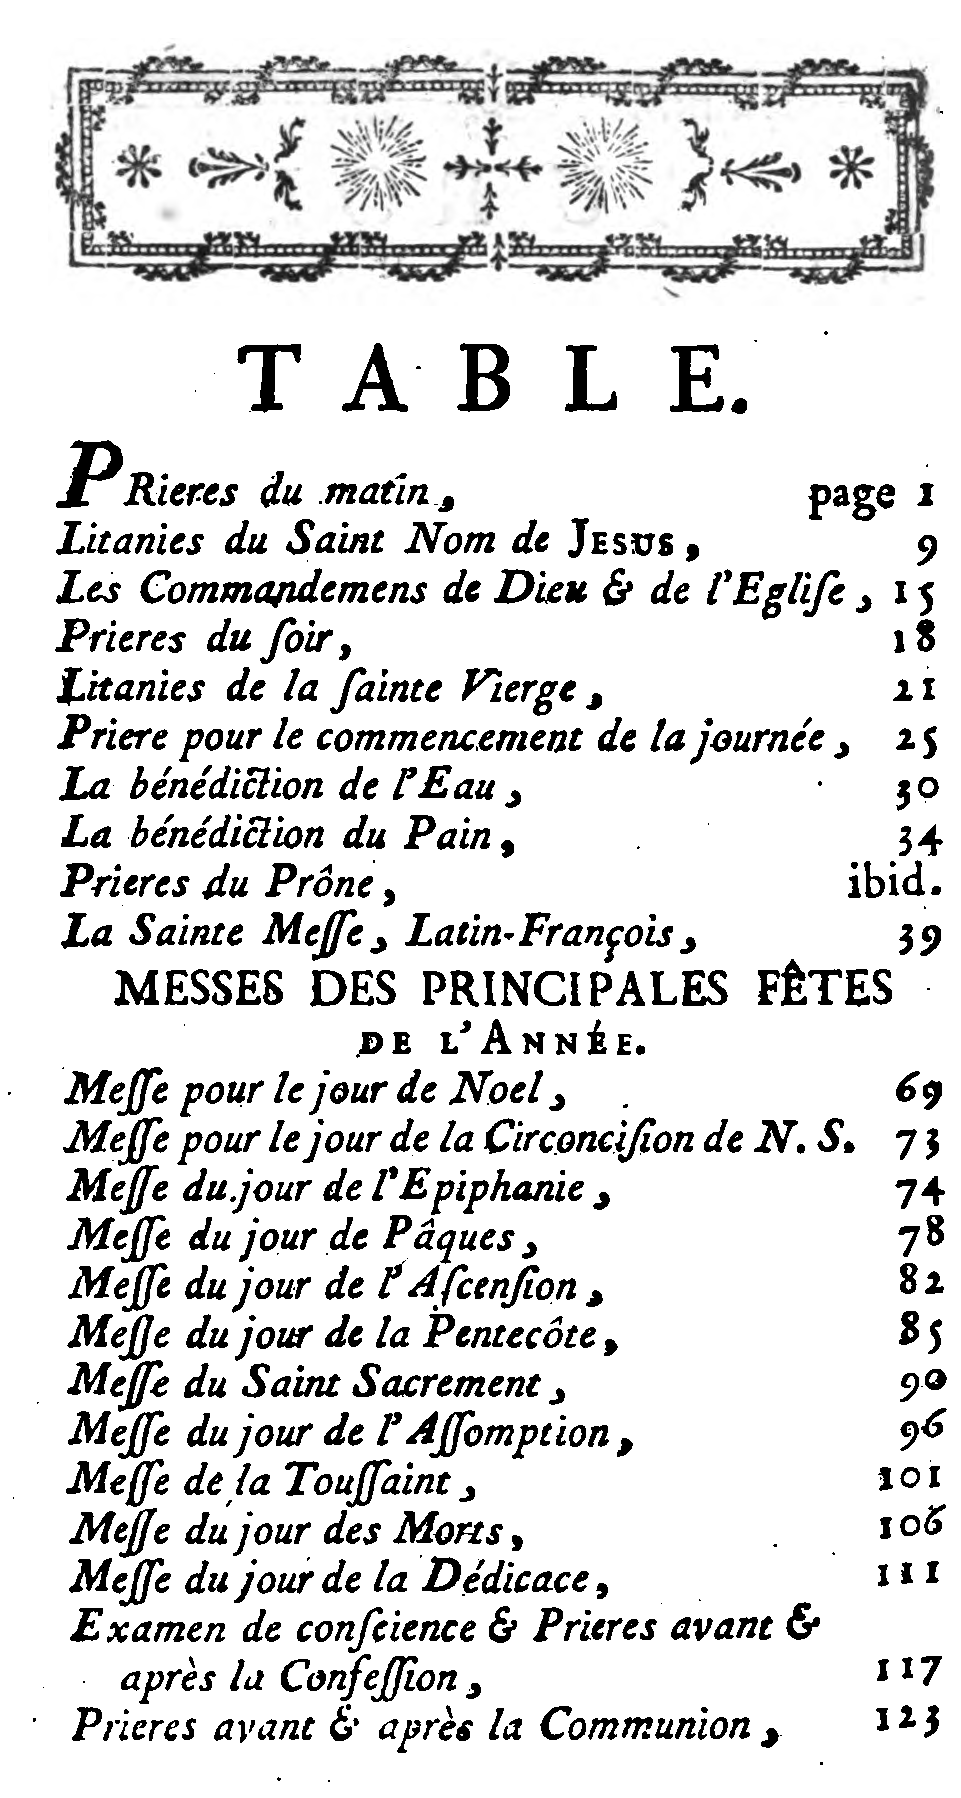 TABLE.
PRieres du matin, page 1
Litanies du Saint Nom de JESUS, 9
Les Commandemens de Dieu & de l'Egliſe, 15
Prieres du ſoir, 18
Litanies de la ſainte Vierge, 21
Priere pour le commencement de la journée, 25
La bénédiction de l'Eau, 30
La bénédiction du Pain, 34
Prieres du Prône, ibid.
La Sainte Meſſe, Latin-François, 39
MESSES DES PRINCIPALES FÊTES
DE L'ANNÉE.
Meſſe pour le jour de Noel, 69
Meſſe pour le jour de la Circonciſion de N. S. 73
Meſſe du jour de l'Epiphanie, 74
Meſſe du jour de Pâques, 78
Meſſe du jour de l'Aſcenſion, 82
Meſſe du jour de la Pentecôte, 85
Meſſe du Saint Sacrement, 90
Meſſe du jour de l'Aſſomption, 96
Meſſe de la Touſſaint, 101
Meſſe du jour des Morts, 106
Meſſe du jour de la Dédicace, 111
Examen de conſcience & Prieres avant &
après la Confeſſion, 117
Prieres avant & après la Communion, 123